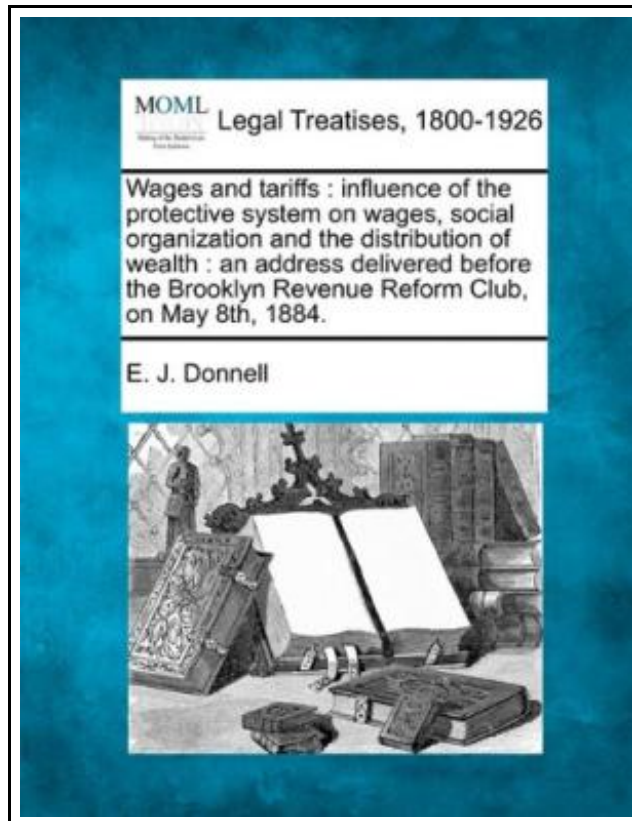 MOML
Legal Treatises, 1800-1926
Wages and tariffs : influence of the
protective system on wages, social
organization and the distribution of
wealth : an address delivered before
the Brooklyn Revenue Reform Club,
on May 8th, 1884.
E. J. Donnell